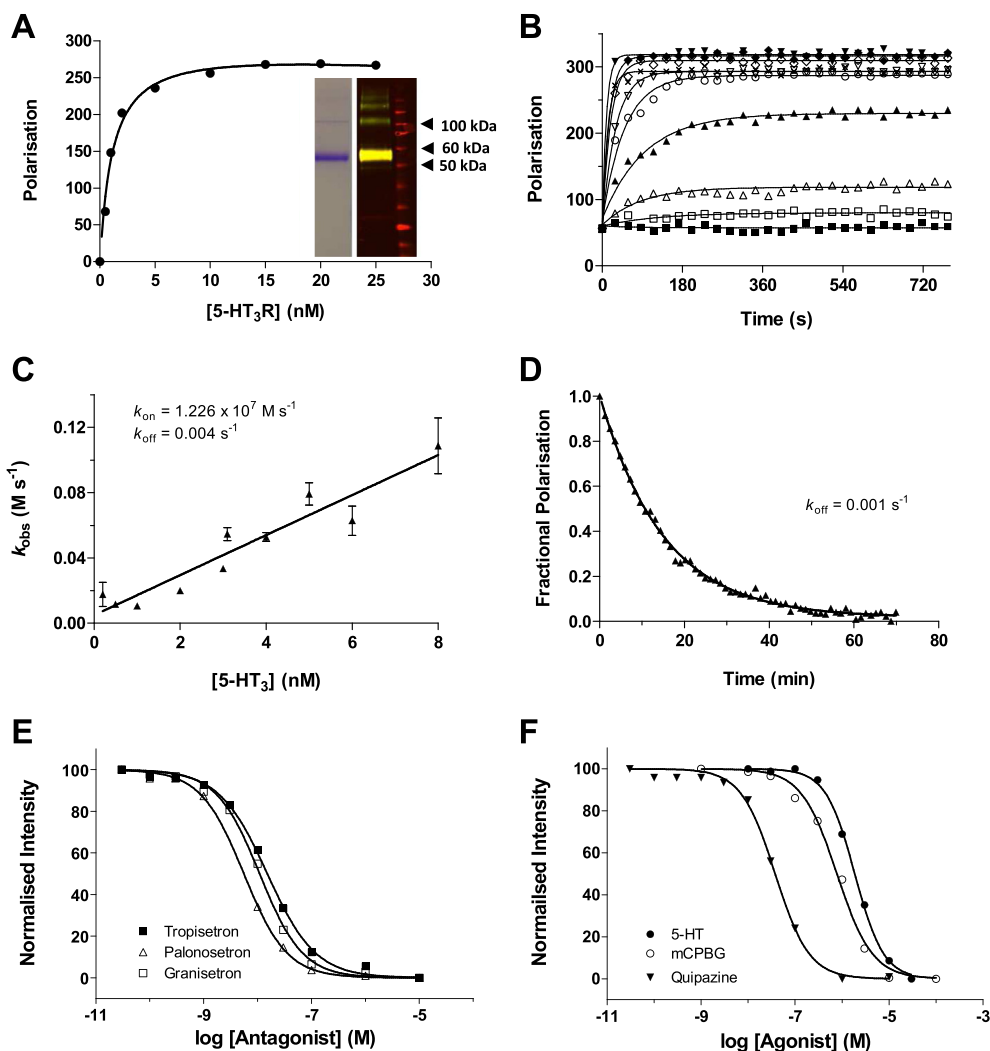 A
300
250
200
150
100
50
0
Polarisation
0 5 10 15 20 25 30
[5-HT3R] (nM)
100 kDa
60 kDa
50 kDa
B
300
200
100
0
Polarisation
0 180 360 540 720
Time (s)
C
kon = 1.226 x 10^7 M s^-1
koff = 0.004 s^-1
0.12
0.08
0.04
0.00
kobs (M s^-1)
0 2 4 6 8
[5-HT3] (nM)
D
1.0
0.8
0.6
0.4
0.2
0.0
Fractional Polarisation
koff = 0.001 s^-1
0 20 40 60 80
Time (min)
E
100
80
60
40
20
0
Normalised Intensity
Tropisetron
Palonosetron
Granisetron
-11 -9 -7 -5
log [Antagonist] (M)
F
100
80
60
40
20
0
Normailsed Intensity
5-HT
mCPBG
Quipazine
-11 -9 -7 -5 -3
log [Agonist] (M)